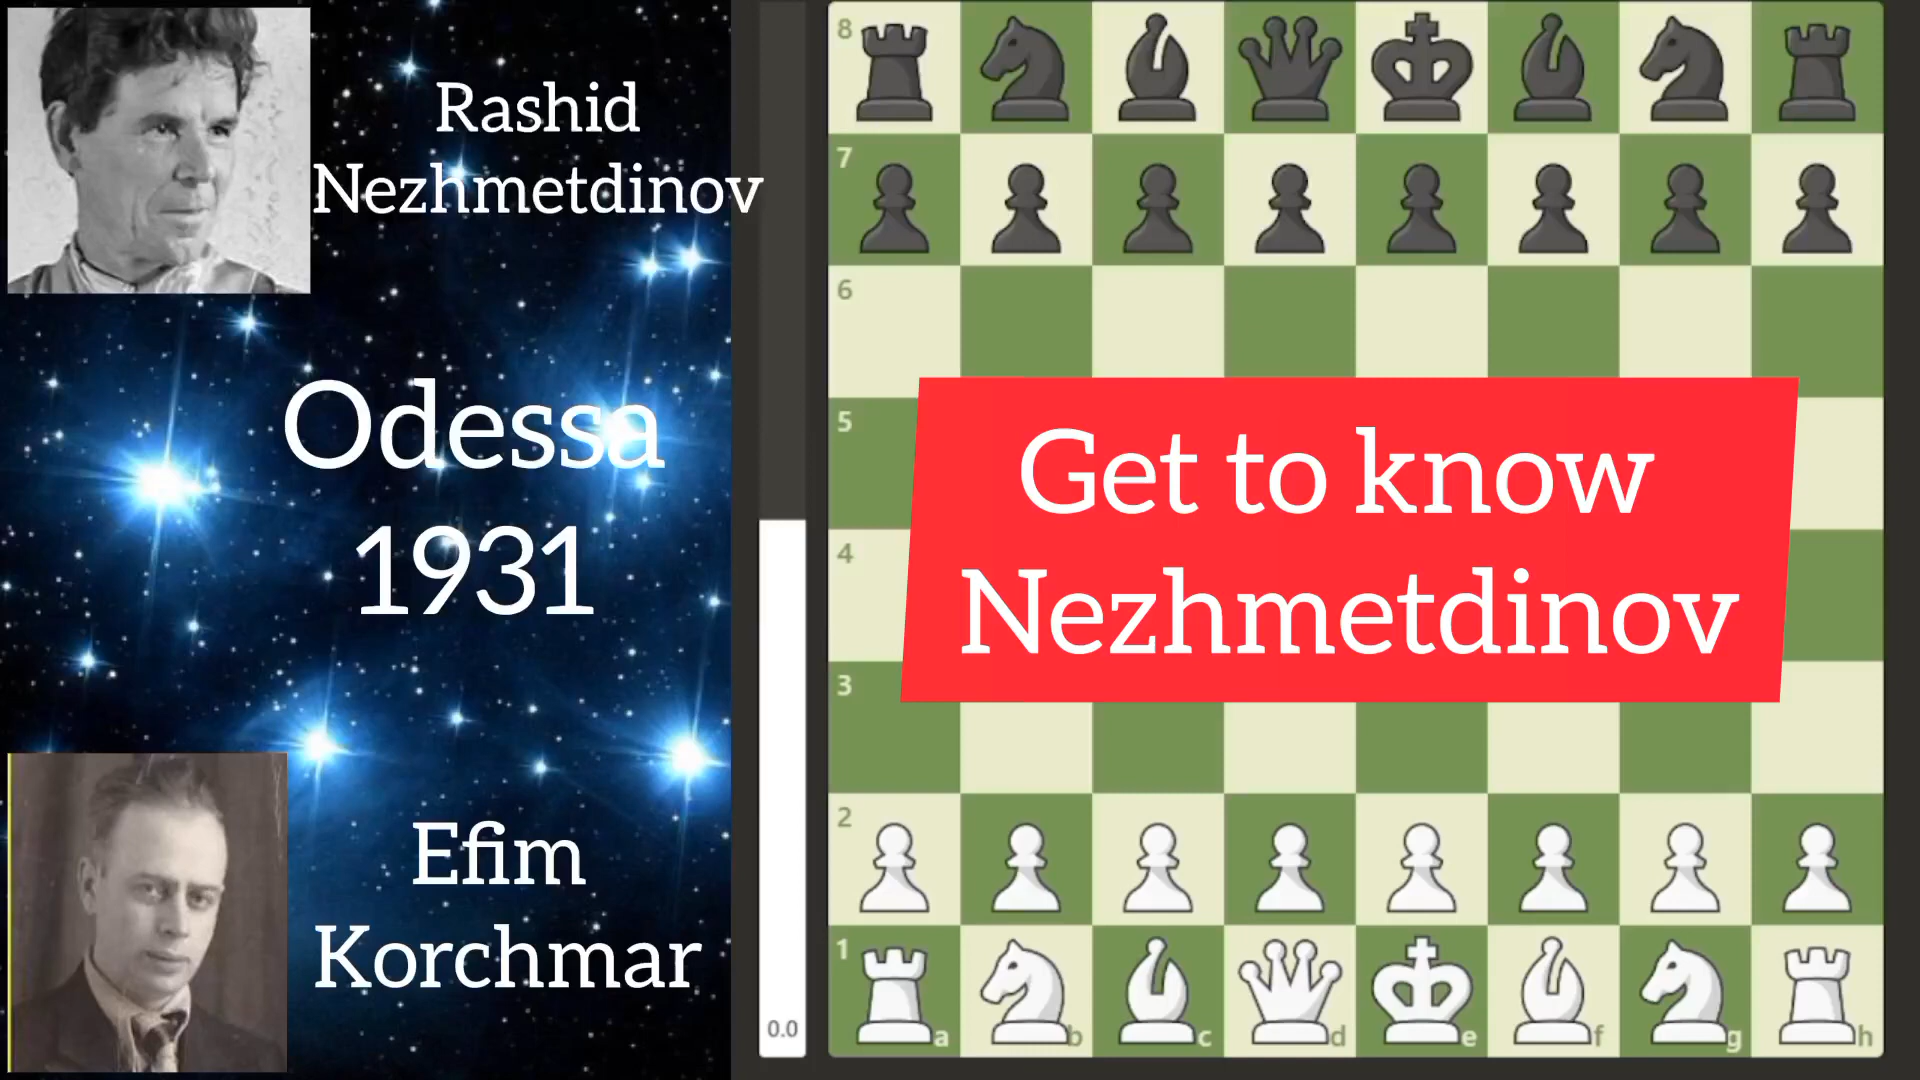 Rashid
Nezhmetdinov
Odessa
1931
Efim
Korchmar
0.0
8
7
6
5
4
3
2
1
a b c d e f g h
Get to know
Nezhmetdinov